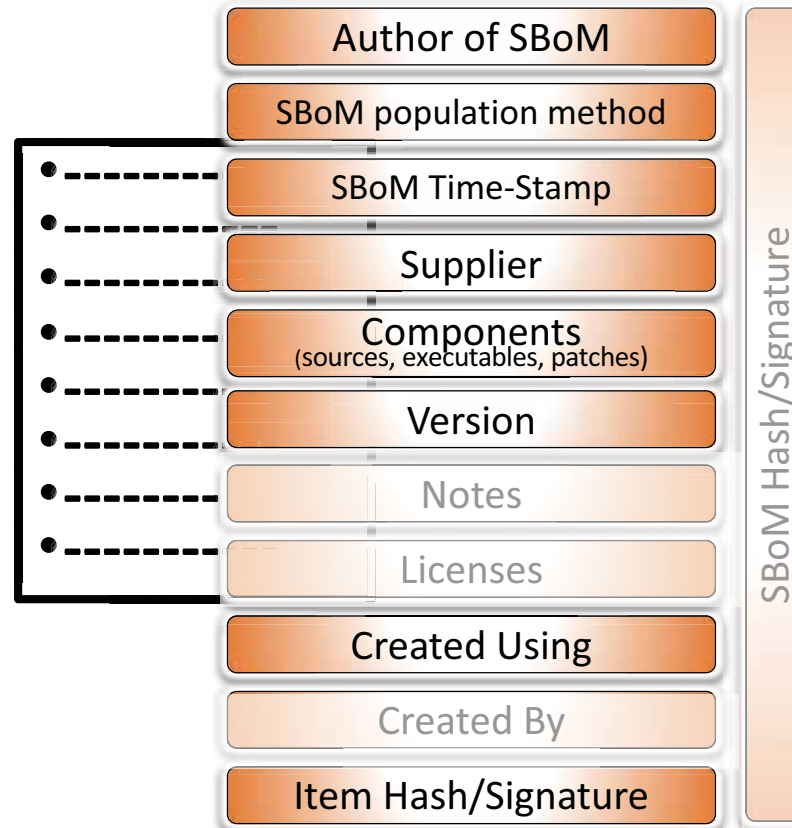 Author of SBoM
SBoM population method
SBoM Time-Stamp
Supplier
Components
(sources, executables, patches)
Version
Notes
Licenses
Created Using
Created By
Item Hash/Signature
SBoM Hash/Signature